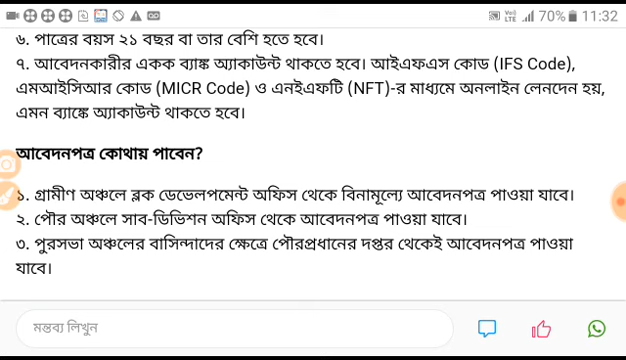 70% 11:32
৬. পাত্রের বয়স ২১ বছর বা তার বেশি হতে হবে।
৭. আবেদনকারীর একক ব্যাঙ্ক অ্যাকাউন্ট থাকতে হবে। আইএফএস কোড (IFS Code),
এমআইসিআর কোড (MICR Code) ও এনইএফটি (NFT)-র মাধ্যমে অনলাইন লেনদেন হয়,
এমন ব্যাঙ্কে অ্যাকাউন্ট থাকতে হবে।
আবেদনপত্র কোথায় পাবেন?
১. গ্রামীণ অঞ্চলে ব্লক ডেভেলপমেন্ট অফিস থেকে বিনামূল্যে আবেদনপত্র পাওয়া যাবে।
২. পৌর অঞ্চলে সাব-ডিভিশন অফিস থেকে আবেদনপত্র পাওয়া যাবে।
৩. পুরসভা অঞ্চলের বাসিন্দাদের ক্ষেত্রে পৌরপ্রধানের দপ্তর থেকেই আবেদনপত্র পাওয়া
যাবে।
মন্তব্য লিখুন